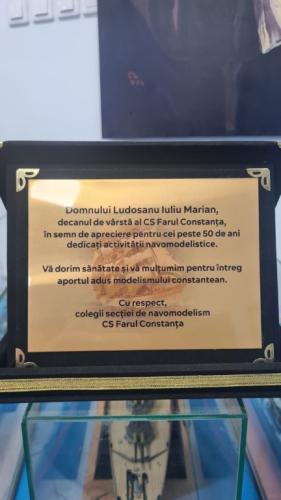 Domnului Ludosanu Iuliu Marian,
decanul de vârstă al CS Farul Constanța,
în semn de apreciere pentru cei peste 50 de ani
dedicați activității navomodelistice.
Vă dorim sănătate și vă mulțumim pentru întreg
aportul adus modelismului constantean.
Cu respect,
colegii secției de navomodelism
CS Farul Constanța